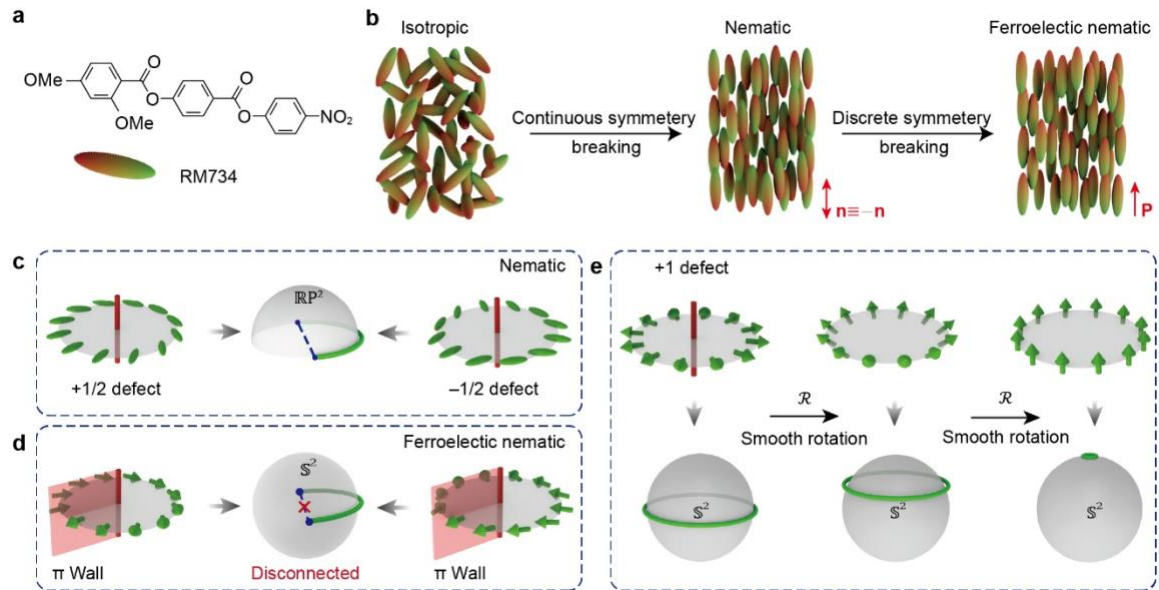 a
OMe
OMe
O
O
O
O
NO₂
RM734
b
Isotropic
Nematic
Ferroelectic nematic
Continuous symmetery
breaking
Discrete symmetery
breaking
n≡−n
P
c
Nematic
ℝP²
+1/2 defect
−1/2 defect
d
Ferroelectic nematic
𝕊²
π Wall
Disconnected
π Wall
e
+1 defect
ℛ
Smooth rotation
ℛ
Smooth rotation
𝕊²
𝕊²
𝕊²